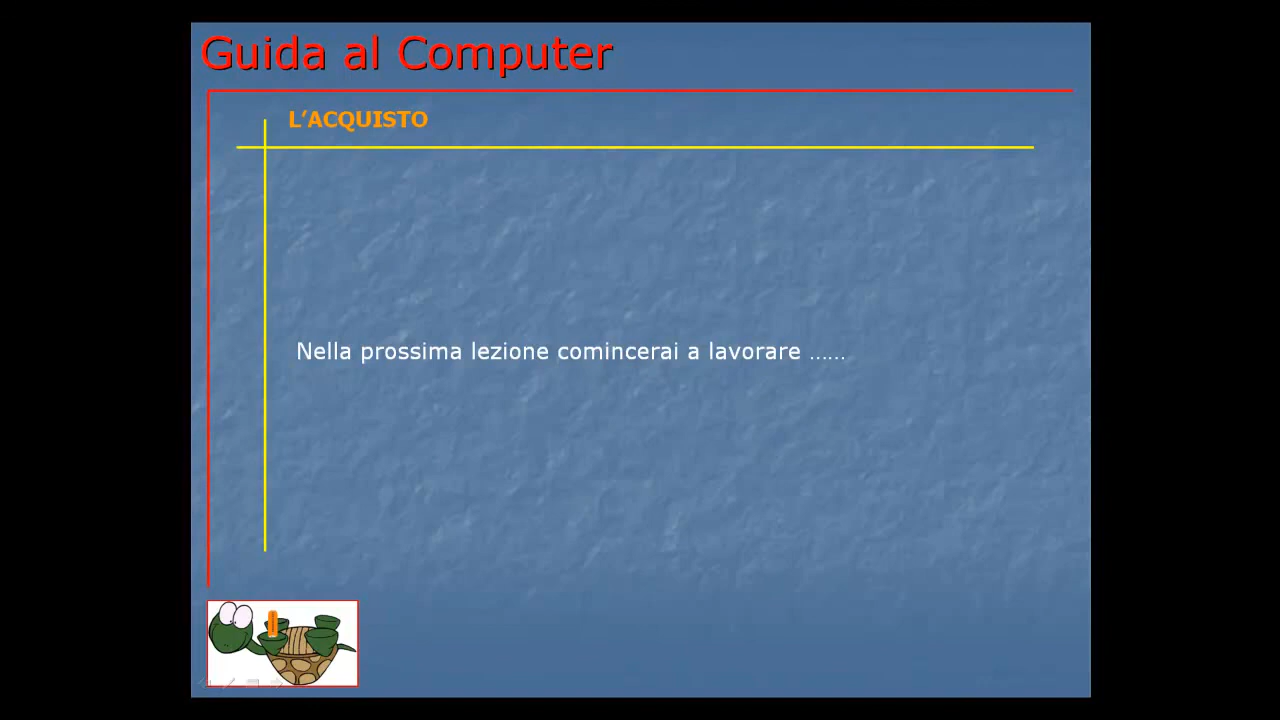 Guida al Computer
L’ACQUISTO
Nella prossima lezione comincerai a lavorare ……